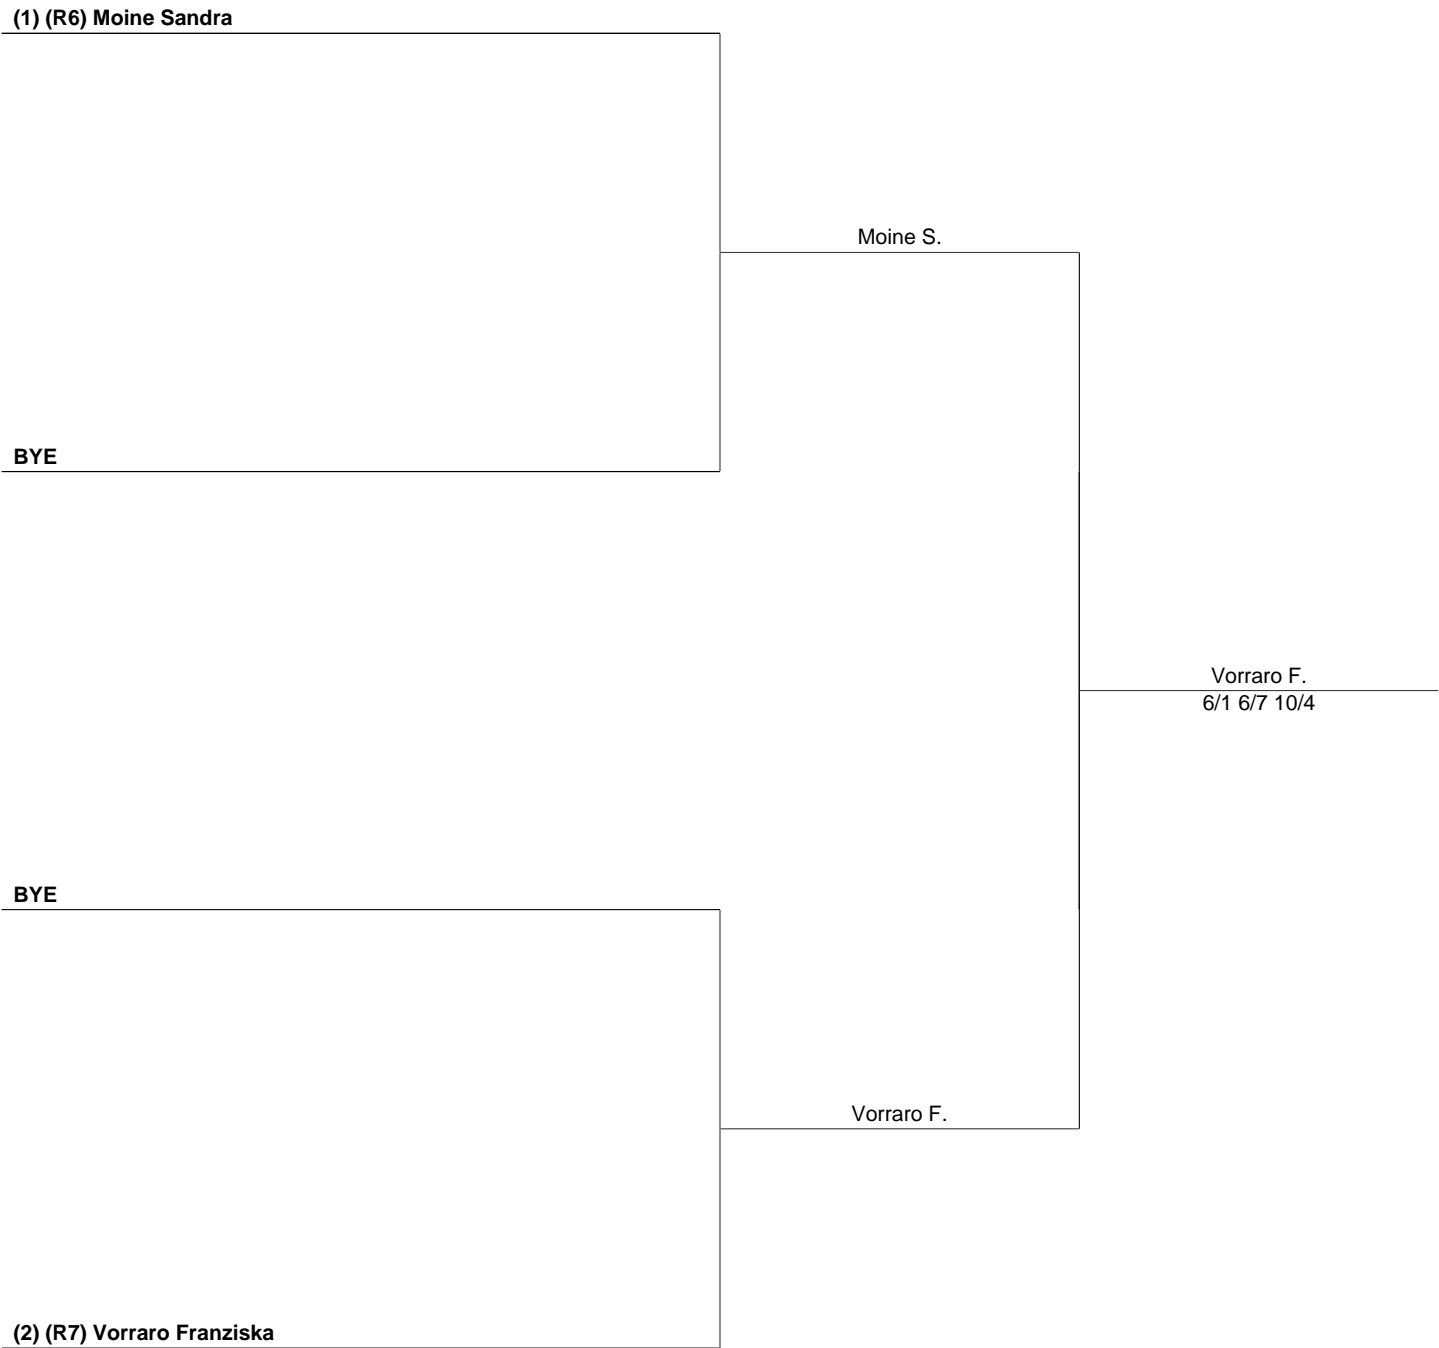 (1) (R6) Moine Sandra
Moine S.
BYE
Vorraro F.
6/1 6/7 10/4
BYE
Vorraro F.
(2) (R7) Vorraro Franziska